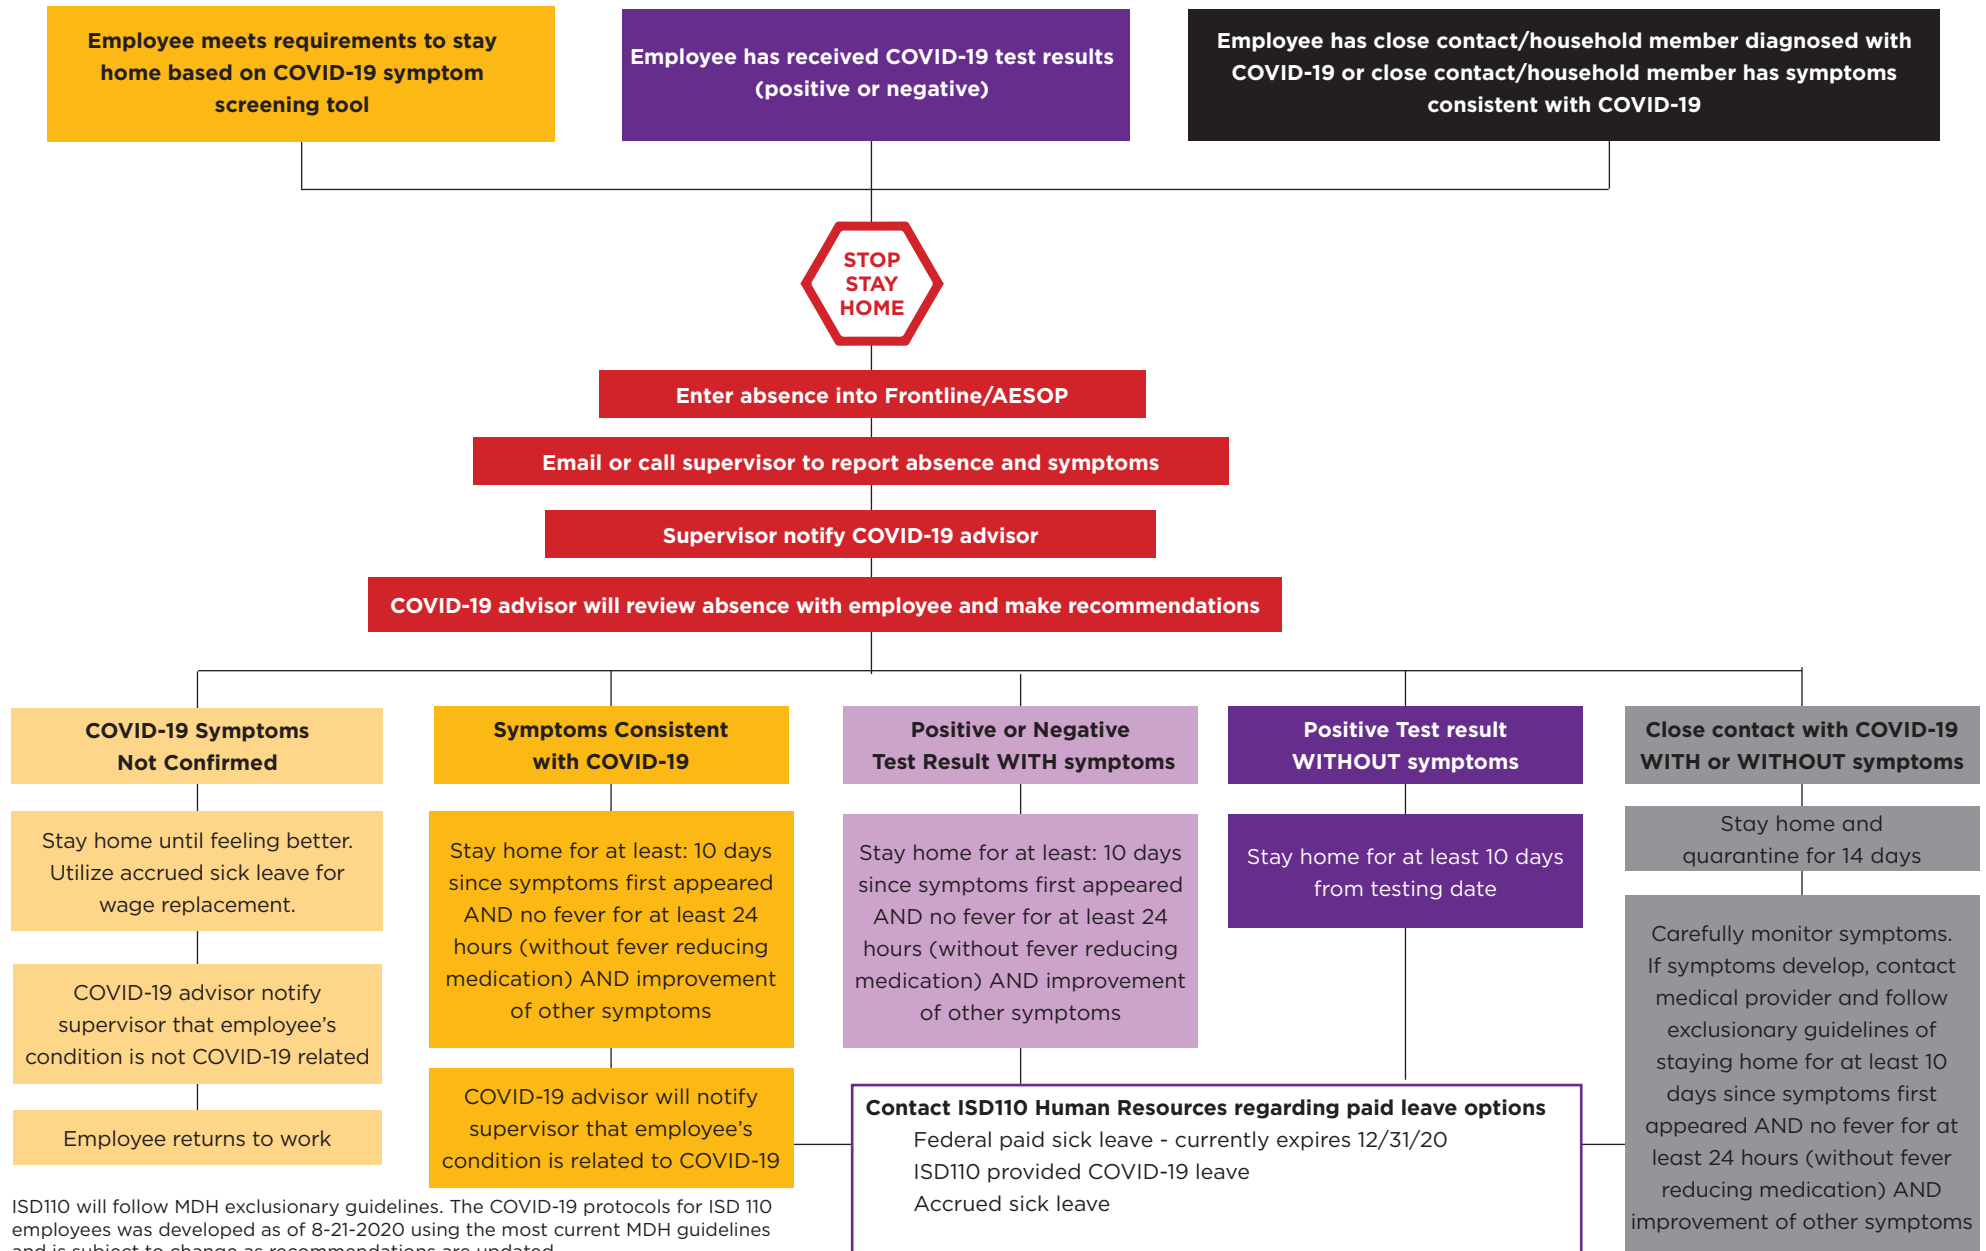 Employee meets requirements to stay
home based on COVID-19 symptom
screening tool
Employee has received COVID-19 test results
(positive or negative)
Employee has close contact/household member diagnosed with
COVID-19 or close contact/household member has symptoms
consistent with COVID-19
STOP
STAY
HOME
Enter absence into Frontline/AESOP
Email or call supervisor to report absence and symptoms
Supervisor notify COVID-19 advisor
COVID-19 advisor will review absence with employee and make recommendations
COVID-19 Symptoms
Not Confirmed
Stay home until feeling better.
Utilize accrued sick leave for
wage replacement.
COVID-19 advisor notify
supervisor that employee’s
condition is not COVID-19 related
Employee returns to work
Symptoms Consistent
with COVID-19
Stay home for at least: 10 days
since symptoms first appeared
AND no fever for at least 24
hours (without fever reducing
medication) AND improvement
of other symptoms
COVID-19 advisor will notify
supervisor that employee’s
condition is related to COVID-19
Positive or Negative
Test Result WITH symptoms
Stay home for at least: 10 days
since symptoms first appeared
AND no fever for at least 24
hours (without fever reducing
medication) AND improvement
of other symptoms
Positive Test result
WITHOUT symptoms
Stay home for at least 10 days
from testing date
Contact ISD110 Human Resources regarding paid leave options
Federal paid sick leave - currently expires 12/31/20
ISD110 provided COVID-19 leave
Accrued sick leave
Close contact with COVID-19
WITH or WITHOUT symptoms
Stay home and
quarantine for 14 days
Carefully monitor symptoms.
If symptoms develop, contact
medical provider and follow
exclusionary guidelines of
staying home for at least 10
days since symptoms first
appeared AND no fever for at
least 24 hours (without fever
reducing medication) AND
improvement of other symptoms
ISD110 will follow MDH exclusionary guidelines. The COVID-19 protocols for ISD 110
employees was developed as of 8-21-2020 using the most current MDH guidelines
and is subject to change as recommendations are updated